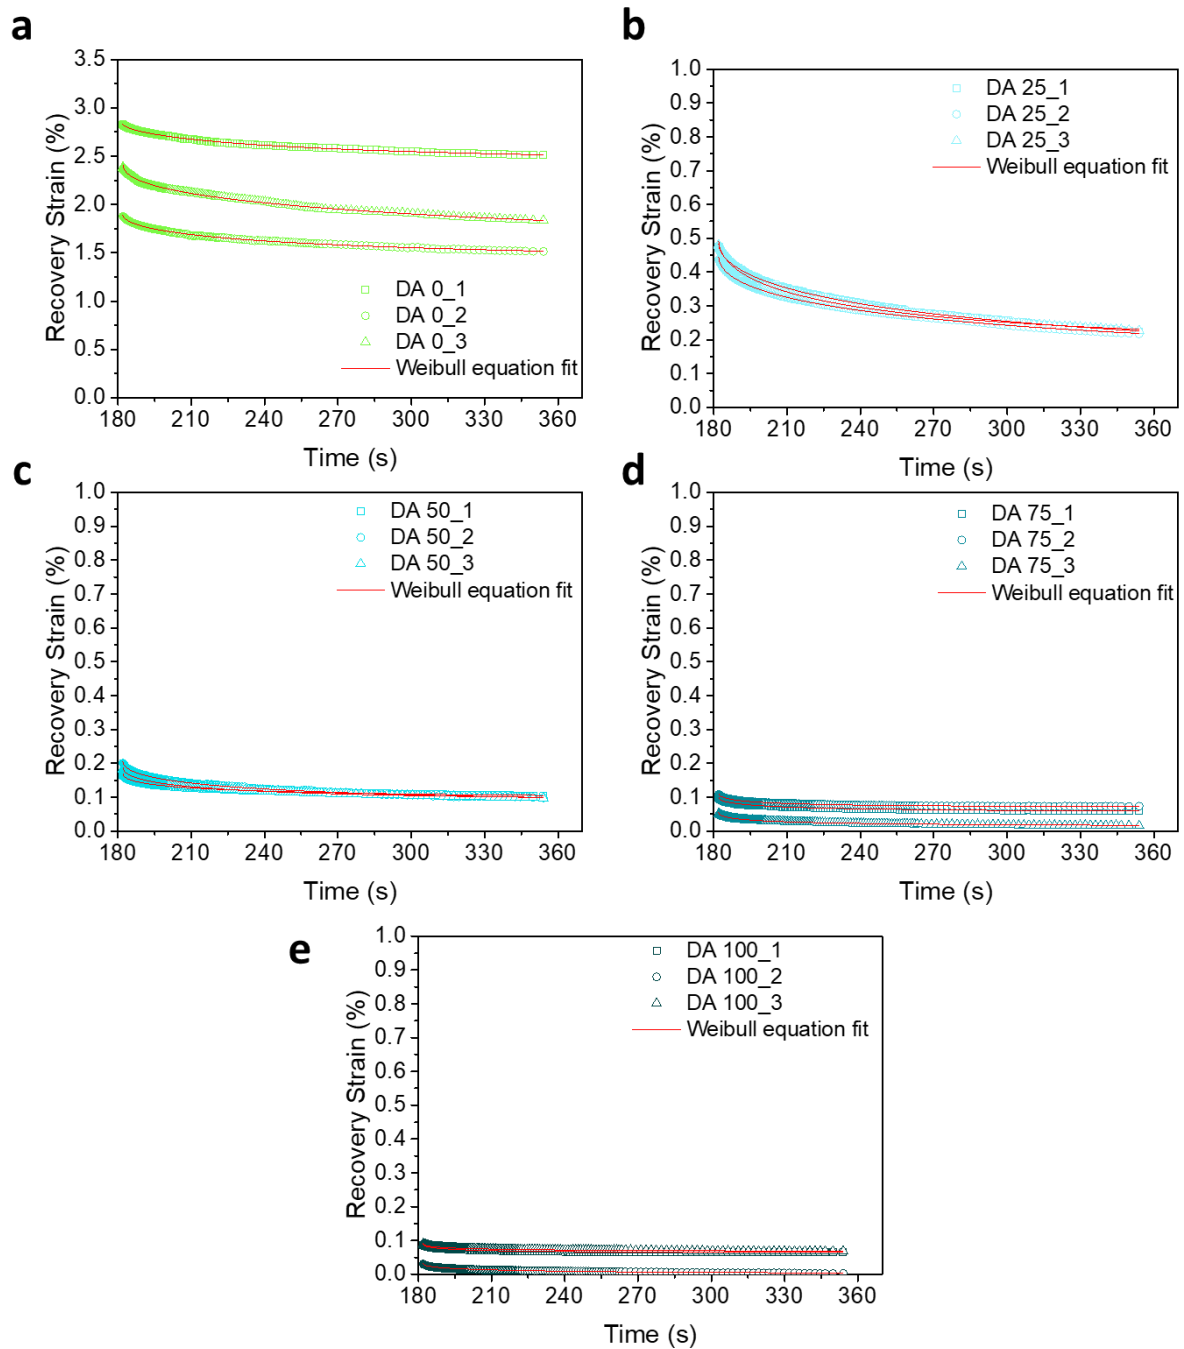 a
3.5
3.0
2.5
2.0
1.5
1.0
0.5
0.0
Recovery Strain (%)
DA 0_1
DA 0_2
DA 0_3
Weibull equation fit
180 210 240 270 300 330 360
Time (s)
b
1.0
0.9
0.8
0.7
0.6
0.5
0.4
0.3
0.2
0.1
0.0
Recovery Strain (%)
DA 25_1
DA 25_2
DA 25_3
Weibull equation fit
180 210 240 270 300 330 360
Time (s)
c
1.0
0.9
0.8
0.7
0.6
0.5
0.4
0.3
0.2
0.1
0.0
Recovery Strain (%)
DA 50_1
DA 50_2
DA 50_3
Weibull equation fit
180 210 240 270 300 330 360
Time (s)
d
1.0
0.9
0.8
0.7
0.6
0.5
0.4
0.3
0.2
0.1
0.0
Recovery Strain (%)
DA 75_1
DA 75_2
DA 75_3
Weibull equation fit
180 210 240 270 300 330 360
Time (s)
e
1.0
0.9
0.8
0.7
0.6
0.5
0.4
0.3
0.2
0.1
0.0
Recovery Strain (%)
DA 100_1
DA 100_2
DA 100_3
Weibull equation fit
180 210 240 270 300 330 360
Time (s)